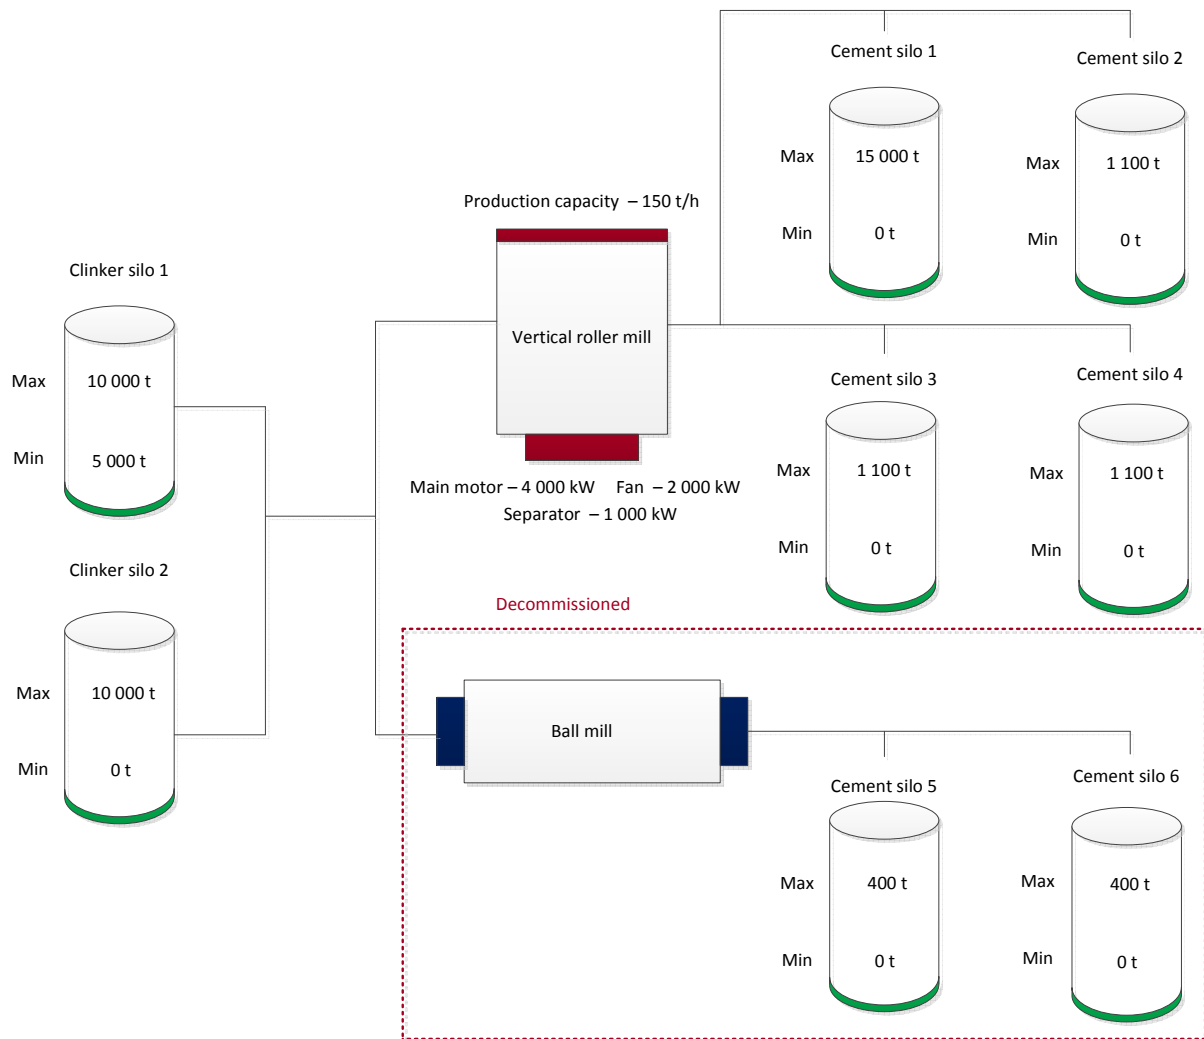 Cement silo 1
Cement silo 2
Max
15 000 t
Max
1 100 t
Min
0 t
Min
0 t
Production capacity – 150 t/h
Vertical roller mill
Main motor – 4 000 kW Fan – 2 000 kW
Separator – 1 000 kW
Clinker silo 1
Max
10 000 t
Min
5 000 t
Clinker silo 2
Max
10 000 t
Min
0 t
Cement silo 3
Cement silo 4
Max
1 100 t
Max
1 100 t
Min
0 t
Min
0 t
Decommissioned
Ball mill
Cement silo 5
Cement silo 6
Max
400 t
Max
400 t
Min
0 t
Min
0 t